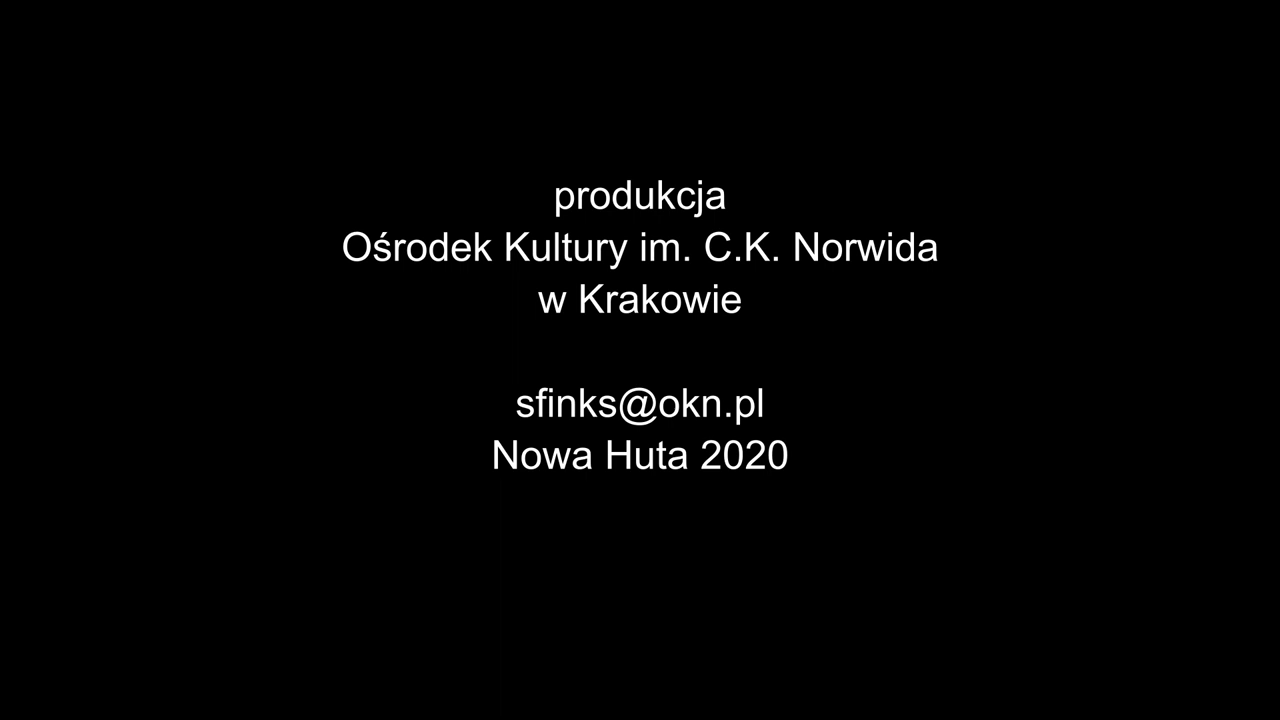 produkcja
Ośrodek Kultury im. C.K. Norwida
w Krakowie
sfinks@okn.pl
Nowa Huta 2020